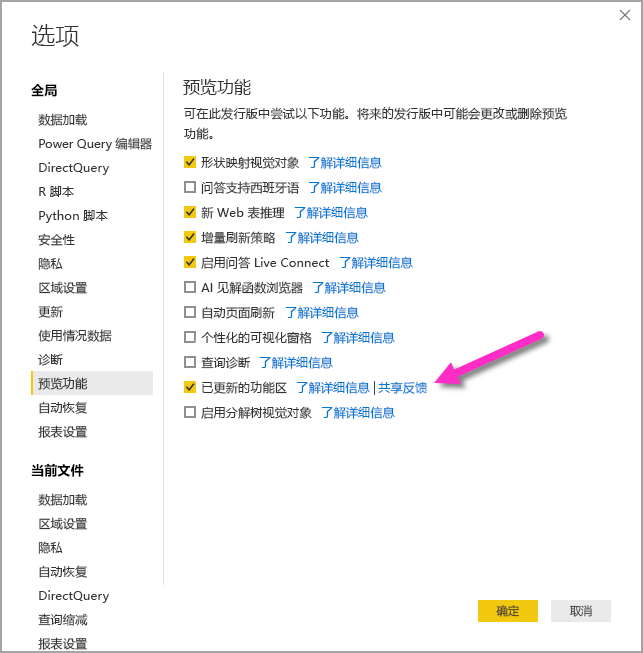 选项
全局
数据加载
Power Query 编辑器
DirectQuery
R 脚本
Python 脚本
安全性
隐私
区域设置
更新
使用情况数据
诊断
预览功能
自动恢复
报表设置
当前文件
数据加载
区域设置
隐私
自动恢复
DirectQuery
查询缩减
报表设置
预览功能
可在此发行版中尝试以下功能。将来的发行版中可能会更改或删除预览
功能。
形状映射视觉对象 了解详细信息
问答支持西班牙语 了解详细信息
新 Web 表推理 了解详细信息
增量刷新策略 了解详细信息
启用问答 Live Connect 了解详细信息
AI 见解函数浏览器 了解详细信息
自动页面刷新 了解详细信息
个性化的可视化窗格 了解详细信息
查询诊断 了解详细信息
已更新的功能区 了解详细信息 | 共享反馈
启用分解树视觉对象 了解详细信息
确定 取消